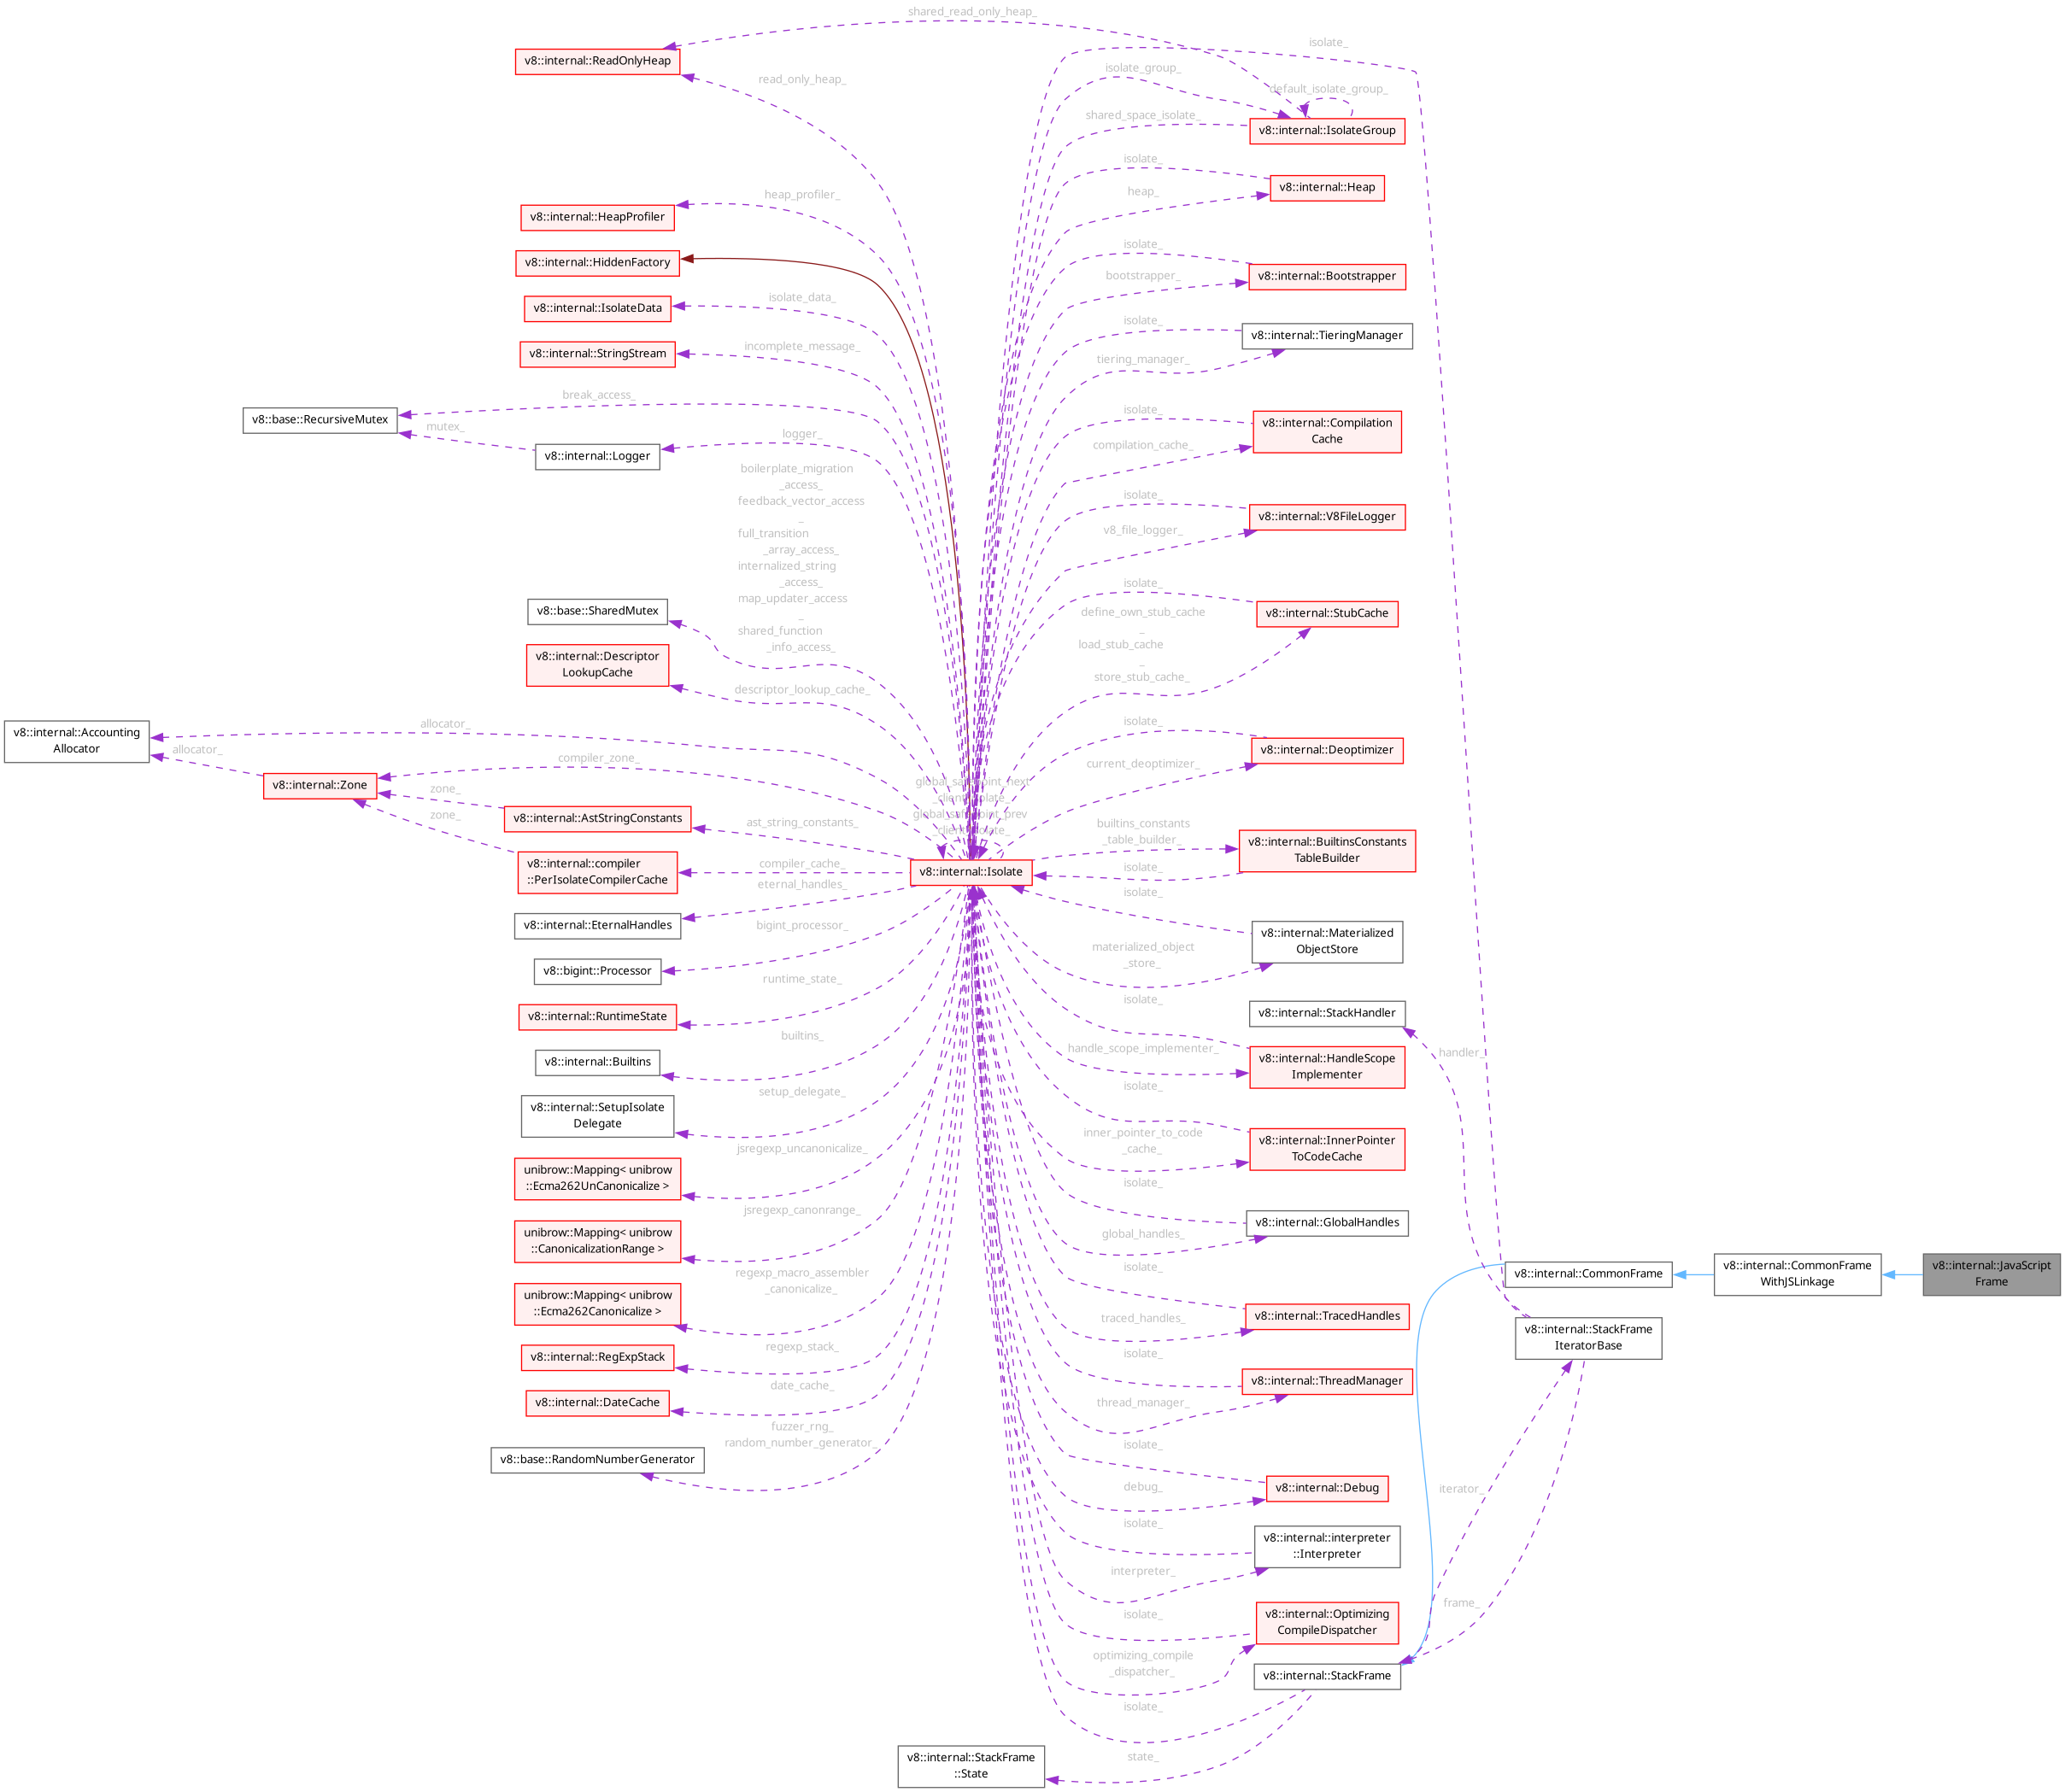 shared_read_only_heap_
isolate_
v8::internal::ReadOnlyHeap
read_only_heap_
isolate_group_
default_isolate_group_
shared_space_isolate_
v8::internal::IsolateGroup
isolate_
heap_
v8::internal::Heap
heap_profiler_
v8::internal::HeapProfiler
isolate_
v8::internal::HiddenFactory
bootstrapper_
v8::internal::Bootstrapper
isolate_data_
v8::internal::IsolateData
isolate_
v8::internal::TieringManager
incomplete_message_
v8::internal::StringStream
tiering_manager_
break_access_
v8::base::RecursiveMutex
mutex_
logger_
v8::internal::Logger
isolate_
compilation_cache_
v8::internal::Compilation
Cache
boilerplate_migration
_access_
feedback_vector_access
_
full_transition
_array_access_
internalized_string
_access_
map_updater_access
_
shared_function
_info_access_
isolate_
v8_file_logger_
v8::internal::V8FileLogger
v8::base::SharedMutex
isolate_
define_own_stub_cache
_
load_stub_cache
_
store_stub_cache_
v8::internal::StubCache
v8::internal::Descriptor
LookupCache
descriptor_lookup_cache_
v8::internal::Accounting
Allocator
allocator_
allocator_
isolate_
current_deoptimizer_
v8::internal::Deoptimizer
compiler_zone_
v8::internal::Zone
zone_
zone_
v8::internal::AstStringConstants
ast_string_constants_
global_safepoint_next
_client_isolate_
global_safepoint_prev
_client_isolate_
builtins_constants
_table_builder_
isolate_
v8::internal::BuiltinsConstants
TableBuilder
v8::internal::compiler
::PerIsolateCompilerCache
compiler_cache_
v8::internal::Isolate
eternal_handles_
v8::internal::EternalHandles
isolate_
materialized_object
_store_
v8::internal::Materialized
ObjectStore
bigint_processor_
v8::bigint::Processor
runtime_state_
v8::internal::RuntimeState
isolate_
v8::internal::StackHandler
builtins_
v8::internal::Builtins
handle_scope_implementer_
v8::internal::HandleScope
Implementer
handler_
setup_delegate_
v8::internal::SetupIsolate
Delegate
isolate_
inner_pointer_to_code
_cache_
v8::internal::InnerPointer
ToCodeCache
jsregexp_uncanonicalize_
unibrow::Mapping< unibrow
::Ecma262UnCanonicalize >
isolate_
v8::internal::GlobalHandles
global_handles_
jsregexp_canonrange_
unibrow::Mapping< unibrow
::CanonicalizationRange >
v8::internal::CommonFrame
v8::internal::CommonFrame
WithJSLinkage
v8::internal::JavaScript
Frame
isolate_
traced_handles_
v8::internal::TracedHandles
regexp_macro_assembler
_canonicalize_
unibrow::Mapping< unibrow
::Ecma262Canonicalize >
v8::internal::StackFrame
IteratorBase
regexp_stack_
v8::internal::RegExpStack
isolate_
v8::internal::ThreadManager
thread_manager_
date_cache_
v8::internal::DateCache
fuzzer_rng_
random_number_generator_
v8::base::RandomNumberGenerator
isolate_
debug_
v8::internal::Debug
iterator_
isolate_
v8::internal::interpreter
::Interpreter
interpreter_
isolate_
v8::internal::Optimizing
CompileDispatcher
frame_
optimizing_compile
_dispatcher_
v8::internal::StackFrame
isolate_
state_
v8::internal::StackFrame
::State